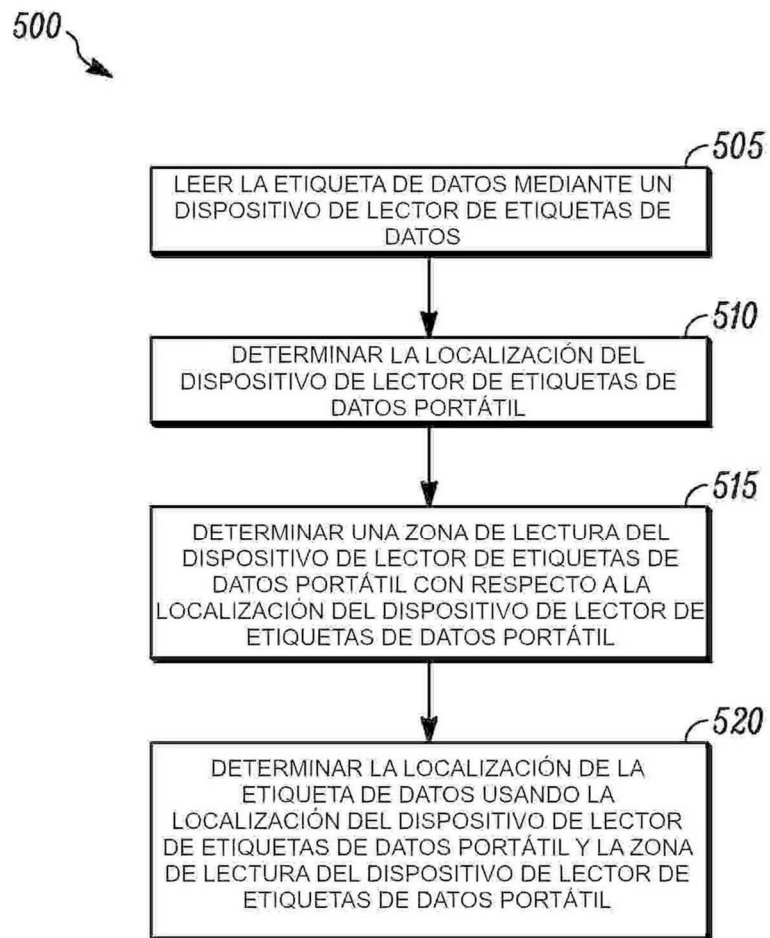 500
505
LEER LA ETIQUETA DE DATOS MEDIANTE UN
DISPOSITIVO DE LECTOR DE ETIQUETAS DE
DATOS
510
DETERMINAR LA LOCALIZACIÓN DEL
DISPOSITIVO DE LECTOR DE ETIQUETAS DE
DATOS PORTÁTIL
515
DETERMINAR UNA ZONA DE LECTURA DEL
DISPOSITIVO DE LECTOR DE ETIQUETAS DE
DATOS PORTÁTIL CON RESPECTO A LA
LOCALIZACIÓN DEL DISPOSITIVO DE LECTOR DE
ETIQUETAS DE DATOS PORTÁTIL
520
DETERMINAR LA LOCALIZACIÓN DE LA
ETIQUETA DE DATOS USANDO LA
LOCALIZACIÓN DEL DISPOSITIVO DE LECTOR
DE ETIQUETAS DE DATOS PORTÁTIL Y LA ZONA
DE LECTURA DEL DISPOSITIVO DE LECTOR DE
ETIQUETAS DE DATOS PORTÁTIL